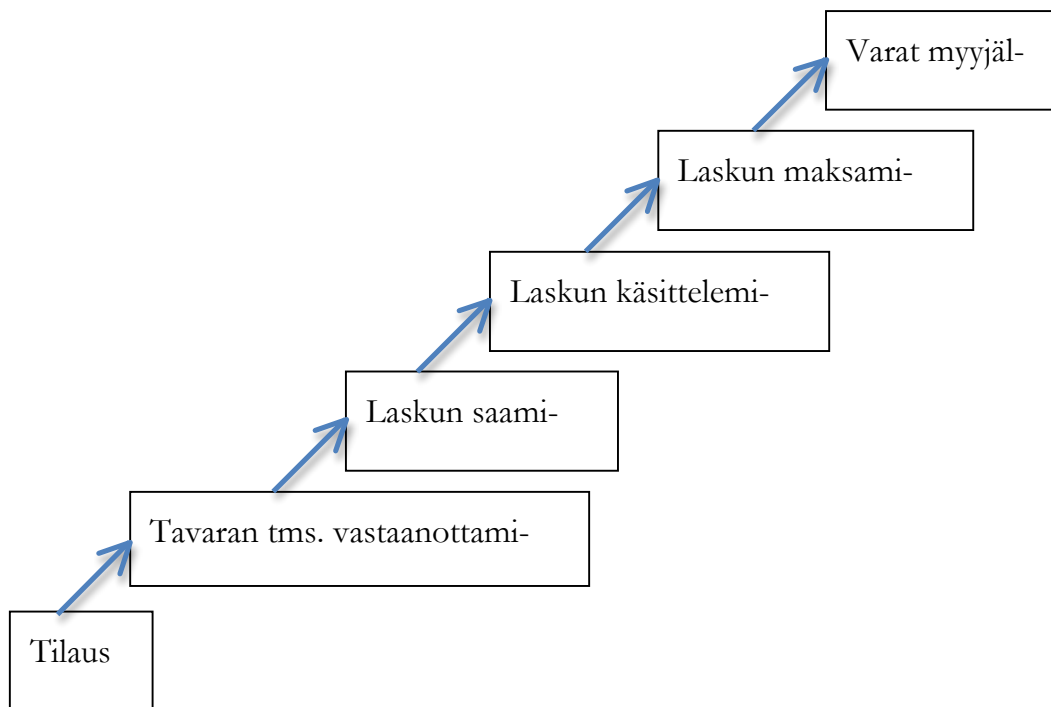 Varat myyjäl-
Laskun maksami-
Laskun käsittelemi-
Laskun saami-
Tavaran tms. vastaanottami-
Tilaus